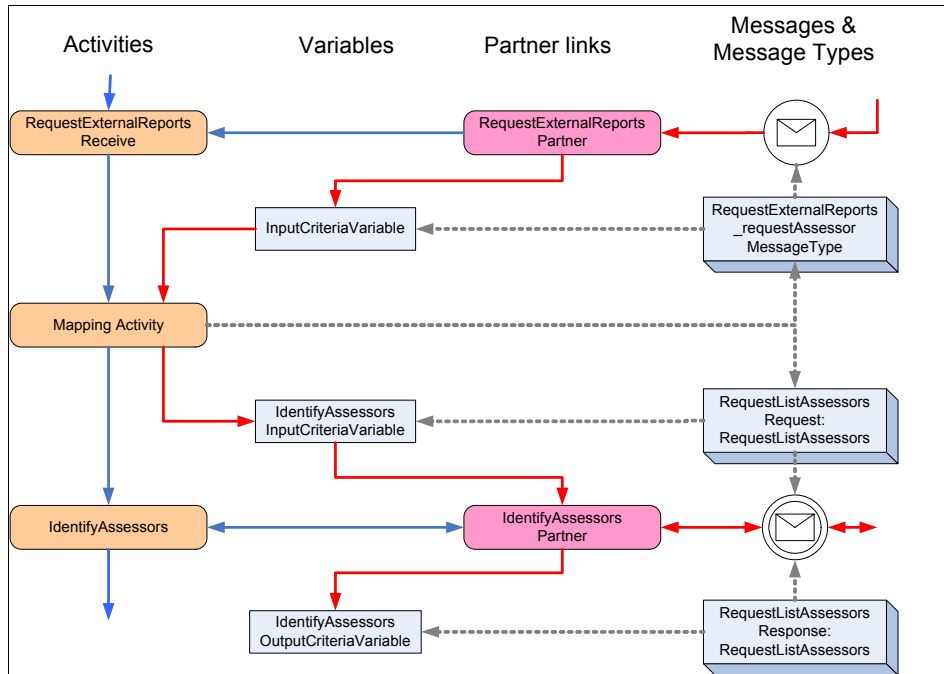 Activities
Variables
Partner links
Messages &
Message Types
RequestExternalReports
Receive
RequestExternalReports
Partner
InputCriteriaVariable
RequestExternalReports
_requestAssessor
MessageType
Mapping Activity
IdentifyAssessors
InputCriteriaVariable
RequestListAssessors
Request:
RequestListAssessors
IdentifyAssessors
IdentifyAssessors
Partner
IdentifyAssessors
OutputCriteriaVariable
RequestListAssessors
Response:
RequestListAssessors